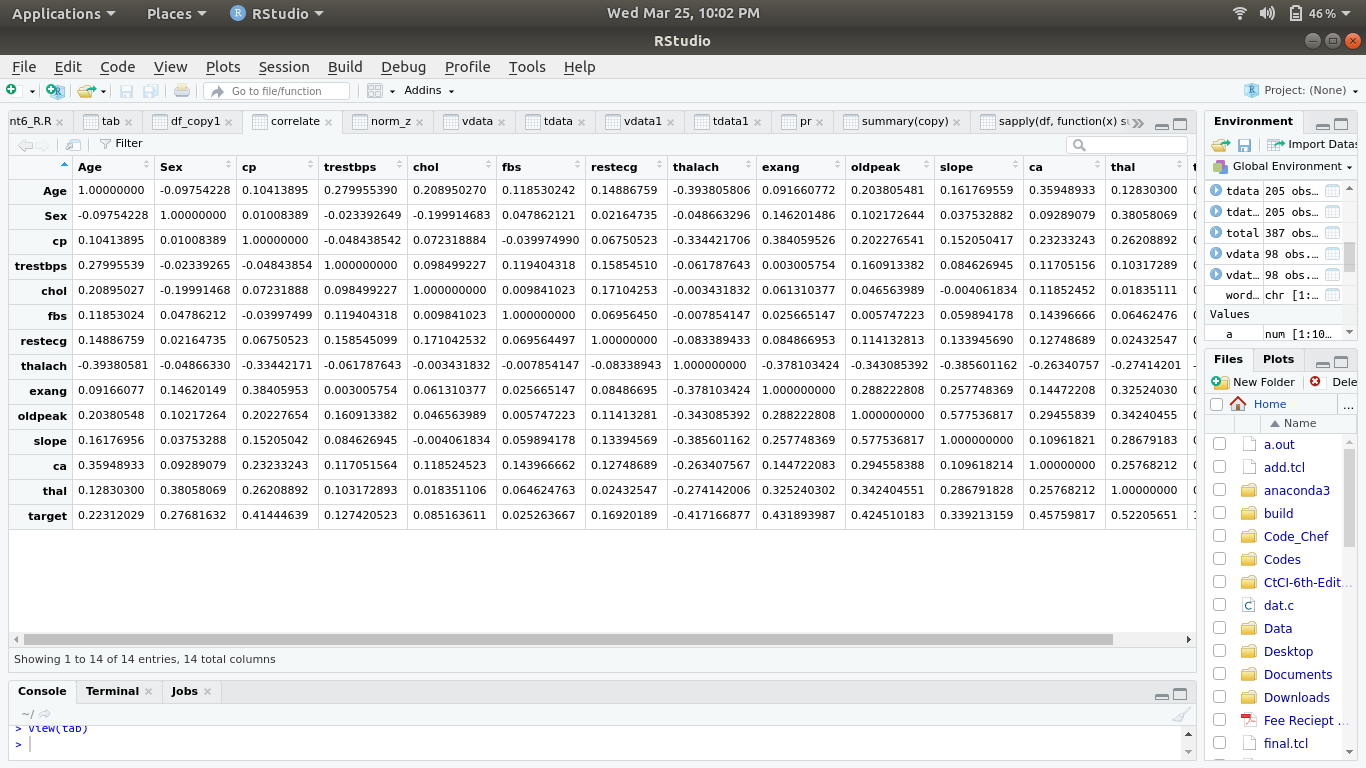 Applications Places RStudio Wed Mar 25, 10:02 PM 46%
RStudio
File Edit Code View Plots Session Build Debug Profile Tools Help
Go to file/function Addins Project: (None)
nt6_R.R tab df_copy1 correlate norm_z vdata tdata vdata1 tdata1 pr summary(copy) sapply(df, function(x) su
Filter
Age Sex cp trestbps chol fbs restecg thalach exang oldpeak slope ca thal t
Age 1.00000000 -0.09754228 0.10413895 0.279955390 0.208950270 0.118530242 0.14886759 -0.393805806 0.091660772 0.203805481 0.161769559 0.35948933 0.12830300 0
Sex -0.09754228 1.00000000 0.01008389 -0.023392649 -0.199914683 0.047862121 0.02164735 -0.048663296 0.146201486 0.102172644 0.037532882 0.09289079 0.38058069 0
cp 0.10413895 0.01008389 1.00000000 -0.048438542 0.072318884 -0.039974990 0.06750523 -0.334421706 0.384059526 0.202276541 0.152050417 0.23233243 0.26208892 0
trestbps 0.27995539 -0.02339265 -0.04843854 1.000000000 0.098499227 0.119404318 0.15854510 -0.061787643 0.003005754 0.160913382 0.084626945 0.11705156 0.10317289 0
chol 0.20895027 -0.19991468 0.07231888 0.098499227 1.000000000 0.009841023 0.17104253 -0.003431832 0.061310377 0.046563989 -0.004061834 0.11852452 0.01835111 0
fbs 0.11853024 0.04786212 -0.03997499 0.119404318 0.009841023 1.000000000 0.06956450 -0.007854147 0.025665147 0.005747223 0.059894178 0.14396666 0.06462476 0
restecg 0.14886759 0.02164735 0.06750523 0.158545099 0.171042532 0.069564497 1.00000000 -0.083389433 0.084866953 0.114132813 0.133945690 0.12748689 0.02432547 0
thalach -0.39380581 -0.04866330 -0.33442171 -0.061787643 -0.003431832 -0.007854147 -0.08338943 1.000000000 -0.378103424 -0.343085392 -0.385601162 -0.26340757 -0.27414201 -
exang 0.09166077 0.14620149 0.38405953 0.003005754 0.061310377 0.025665147 0.08486695 -0.378103424 1.000000000 0.288222808 0.257748369 0.14472208 0.32524030 0
oldpeak 0.20380548 0.10217264 0.20227654 0.160913382 0.046563989 0.005747223 0.11413281 -0.343085392 0.288222808 1.000000000 0.577536817 0.29455839 0.34240455 0
slope 0.16176956 0.03753288 0.15205042 0.084626945 -0.004061834 0.059894178 0.13394569 -0.385601162 0.257748369 0.577536817 1.000000000 0.10961821 0.28679183 0
ca 0.35948933 0.09289079 0.23233243 0.117051564 0.118524523 0.143966662 0.12748689 -0.263407567 0.144722083 0.294558388 0.109618214 1.00000000 0.25768212 0
thal 0.12830300 0.38058069 0.26208892 0.103172893 0.018351106 0.064624763 0.02432547 -0.274142006 0.325240302 0.342404551 0.286791828 0.25768212 1.00000000 0
target 0.22312029 0.27681632 0.41444639 0.127420523 0.085163611 0.025263667 0.16920189 -0.417166877 0.431893987 0.424510183 0.339213159 0.45759817 0.52205651 1
Showing 1 to 14 of 14 entries, 14 total columns
Console Terminal Jobs
~/
> View(tab)
>
Environment
Import Datas
Global Environment
tdata 205 obs…
tdat… 205 obs…
total 387 obs…
vdata 98 obs.…
vdat… 98 obs.…
word… chr [1:…
Values
a num [1:10…
Files Plots
New Folder Dele
Home ...
Name
a.out
add.tcl
anaconda3
build
Code_Chef
Codes
CtCI-6th-Edit...
dat.c
Data
Desktop
Documents
Downloads
Fee Reciept ...
final.tcl